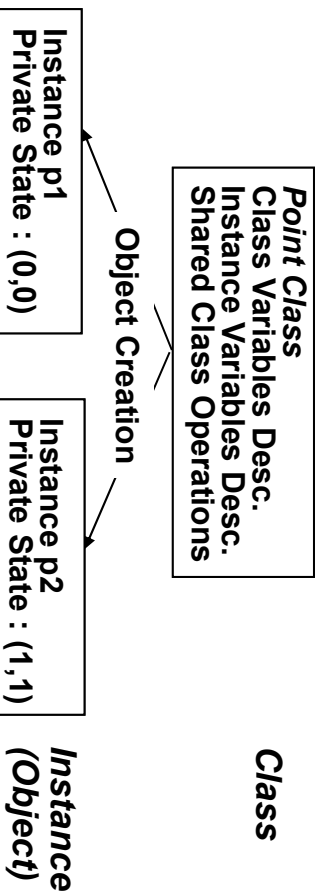 Point Class
Class Variables Desc.
Instance Variables Desc.
Shared Class Operations
Class
Object Creation
Instance p1
Private State : (0,0)
Instance p2
Private State : (1,1)
Instance
(Object)